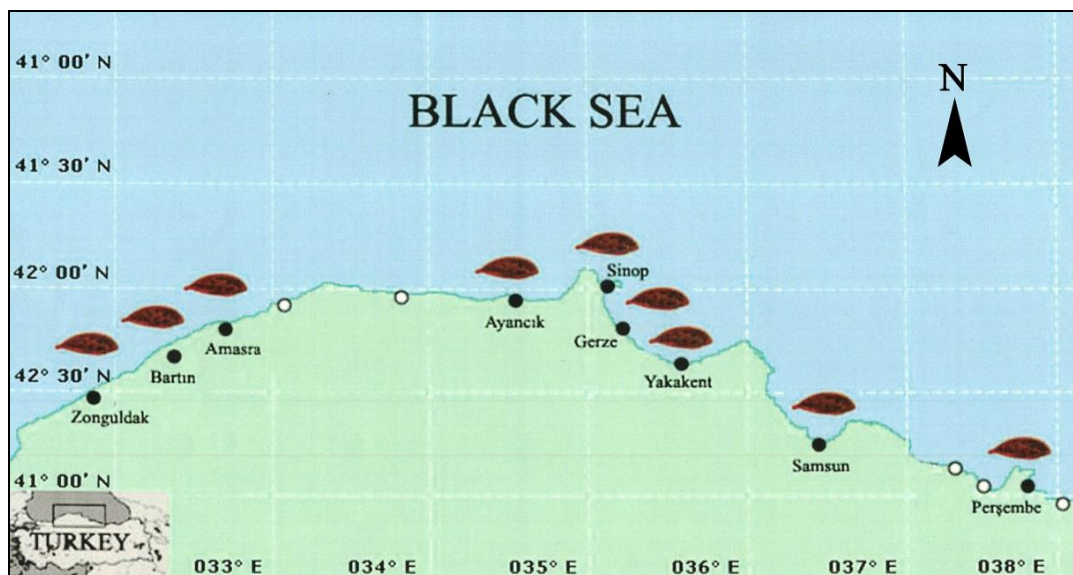 41° 00' N
N
BLACK SEA
41° 30' N
42° 00' N
Sinop
Ayancık
Gerze
Amasra
Bartın
Yakakent
42° 30' N
Zonguldak
Samsun
41° 00' N
Perşembe
TURKEY
033° E
034° E
035° E
036° E
037° E
038° E